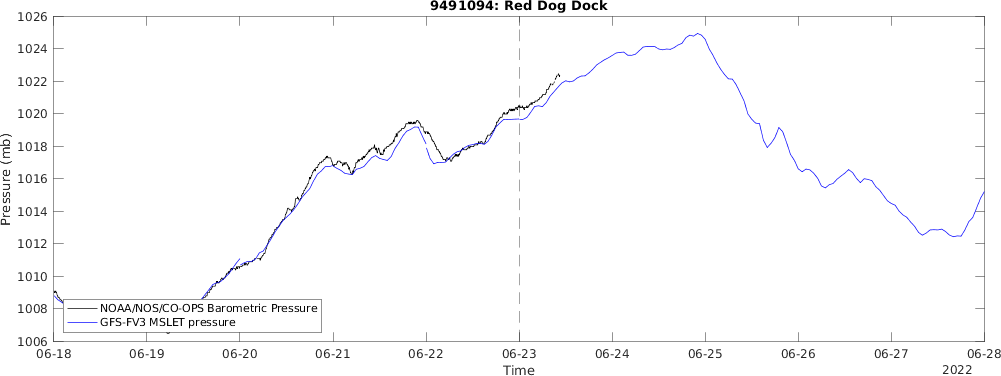 9491094: Red Dog Dock
Pressure (mb)
1026
1024
1022
1020
1018
1016
1014
1012
1010
1008
1006
NOAA/NOS/CO-OPS Barometric Pressure
GFS-FV3 MSLET pressure
06-18 06-19 06-20 06-21 06-22 06-23 06-24 06-25 06-26 06-27 06-28
Time
2022